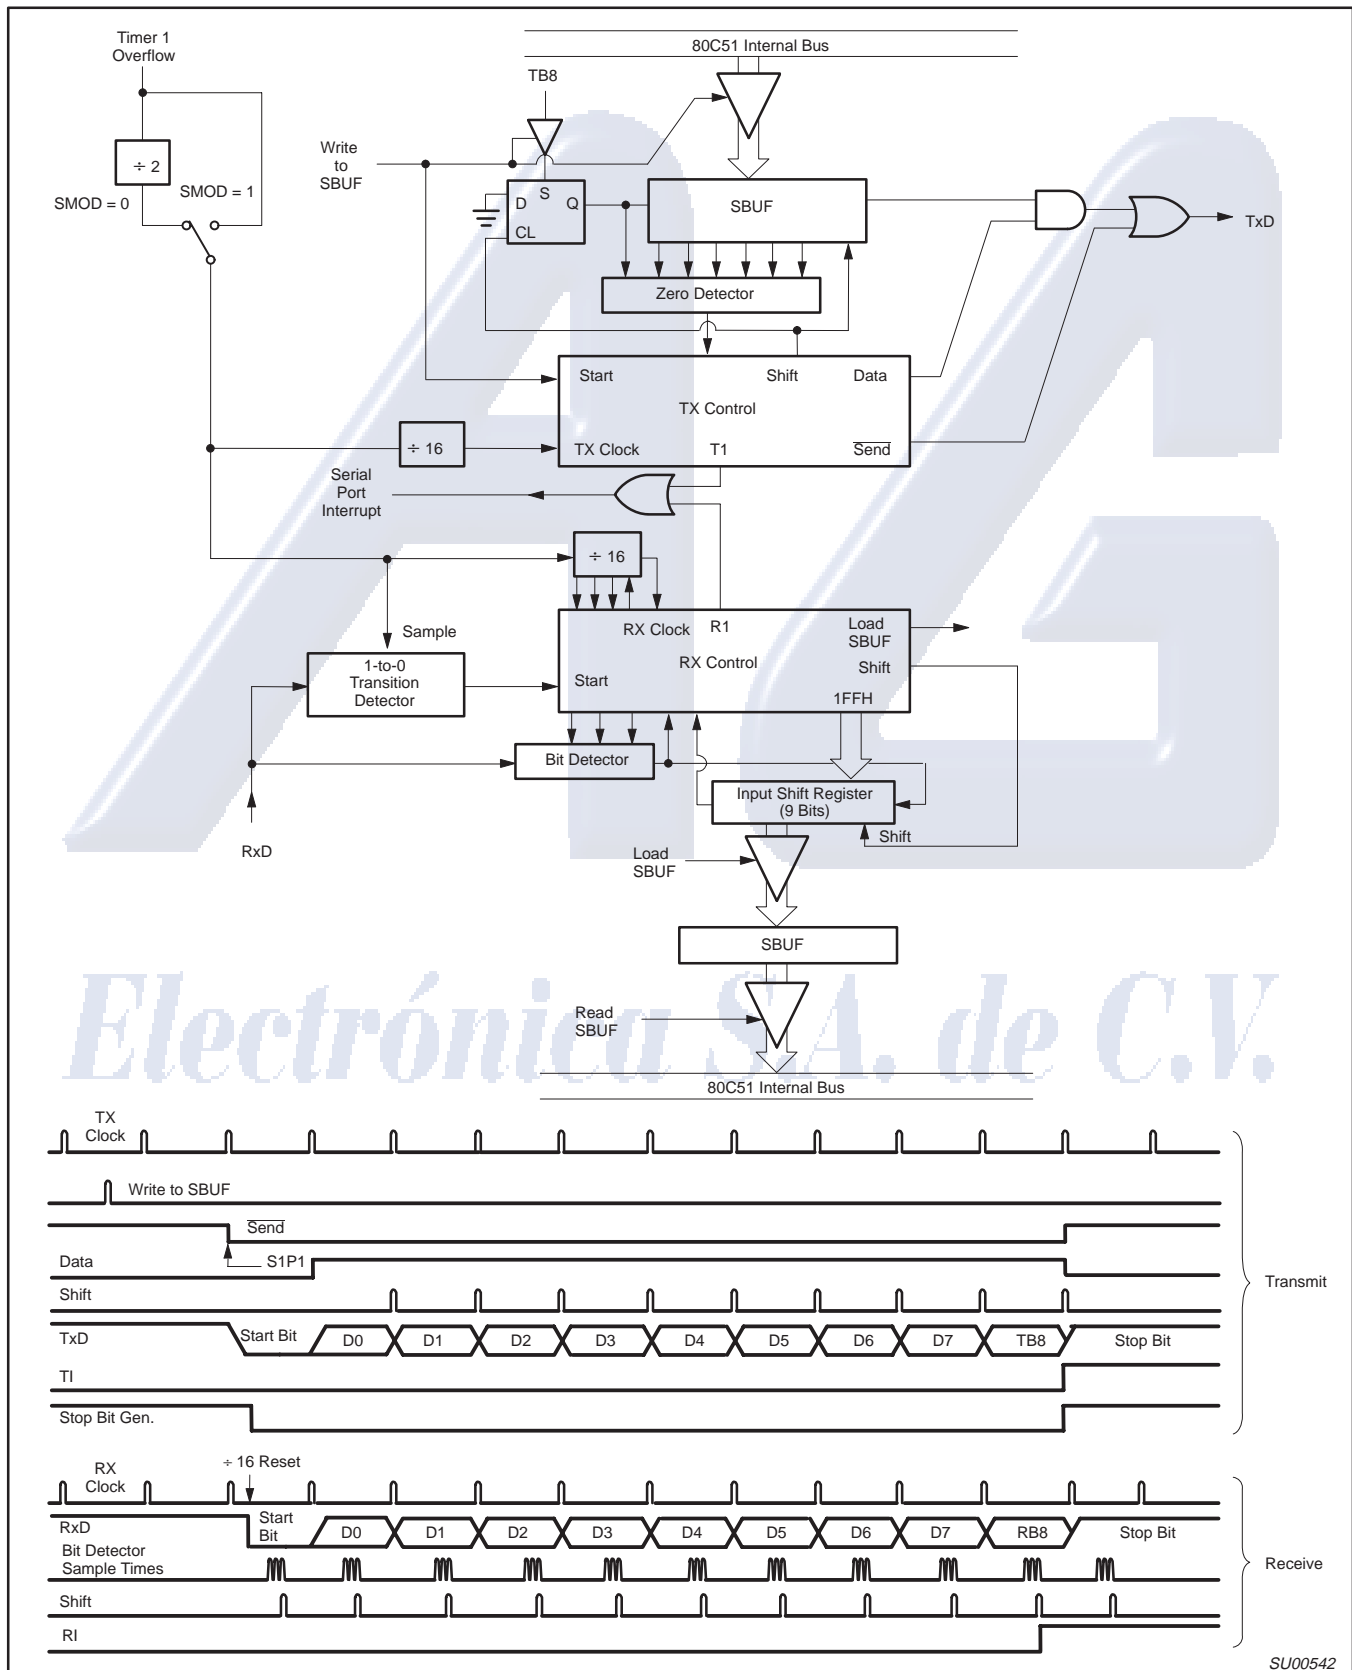 Timer 1
Overflow
80C51 Internal Bus
TB8
Write
to
SBUF
÷ 2
SMOD = 1
SMOD = 0
S
D
Q
CL
SBUF
TxD
Zero Detector
Start
Shift
Data
TX Control
÷ 16
TX Clock
T1
Send
Serial
Port
Interrupt
÷ 16
Sample
RX Clock
R1
Load
SBUF
1-to-0
Transition
Detector
RX Control
Start
Shift
1FFH
Bit Detector
Input Shift Register
(9 Bits)
Shift
RxD
Load
SBUF
SBUF
Read
SBUF
80C51 Internal Bus
AG
Electrónica S.A. de C.V.
TX
Clock
Write to SBUF
Send
Data
S1P1
Shift
TxD
Start Bit
D0
D1
D2
D3
D4
D5
D6
D7
TB8
Stop Bit
TI
Stop Bit Gen.
Transmit
÷ 16 Reset
RX
Clock
RxD
Start
Bit
D0
D1
D2
D3
D4
D5
D6
D7
RB8
Stop Bit
Bit Detector
Sample Times
Shift
RI
Receive
SU00542